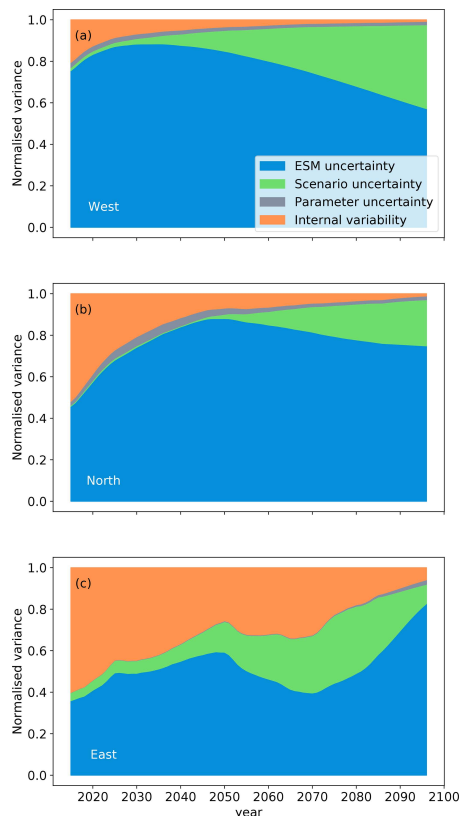 1.0
(a)
0.8
0.6
0.4
0.2
0.0
Normalised variance
West
ESM uncertainty
Scenario uncertainty
Parameter uncertainty
Internal variability
1.0
(b)
0.8
0.6
0.4
0.2
0.0
Normalised variance
North
1.0
(c)
0.8
0.6
0.4
0.2
0.0
Normalised variance
East
2020 2030 2040 2050 2060 2070 2080 2090 2100
year